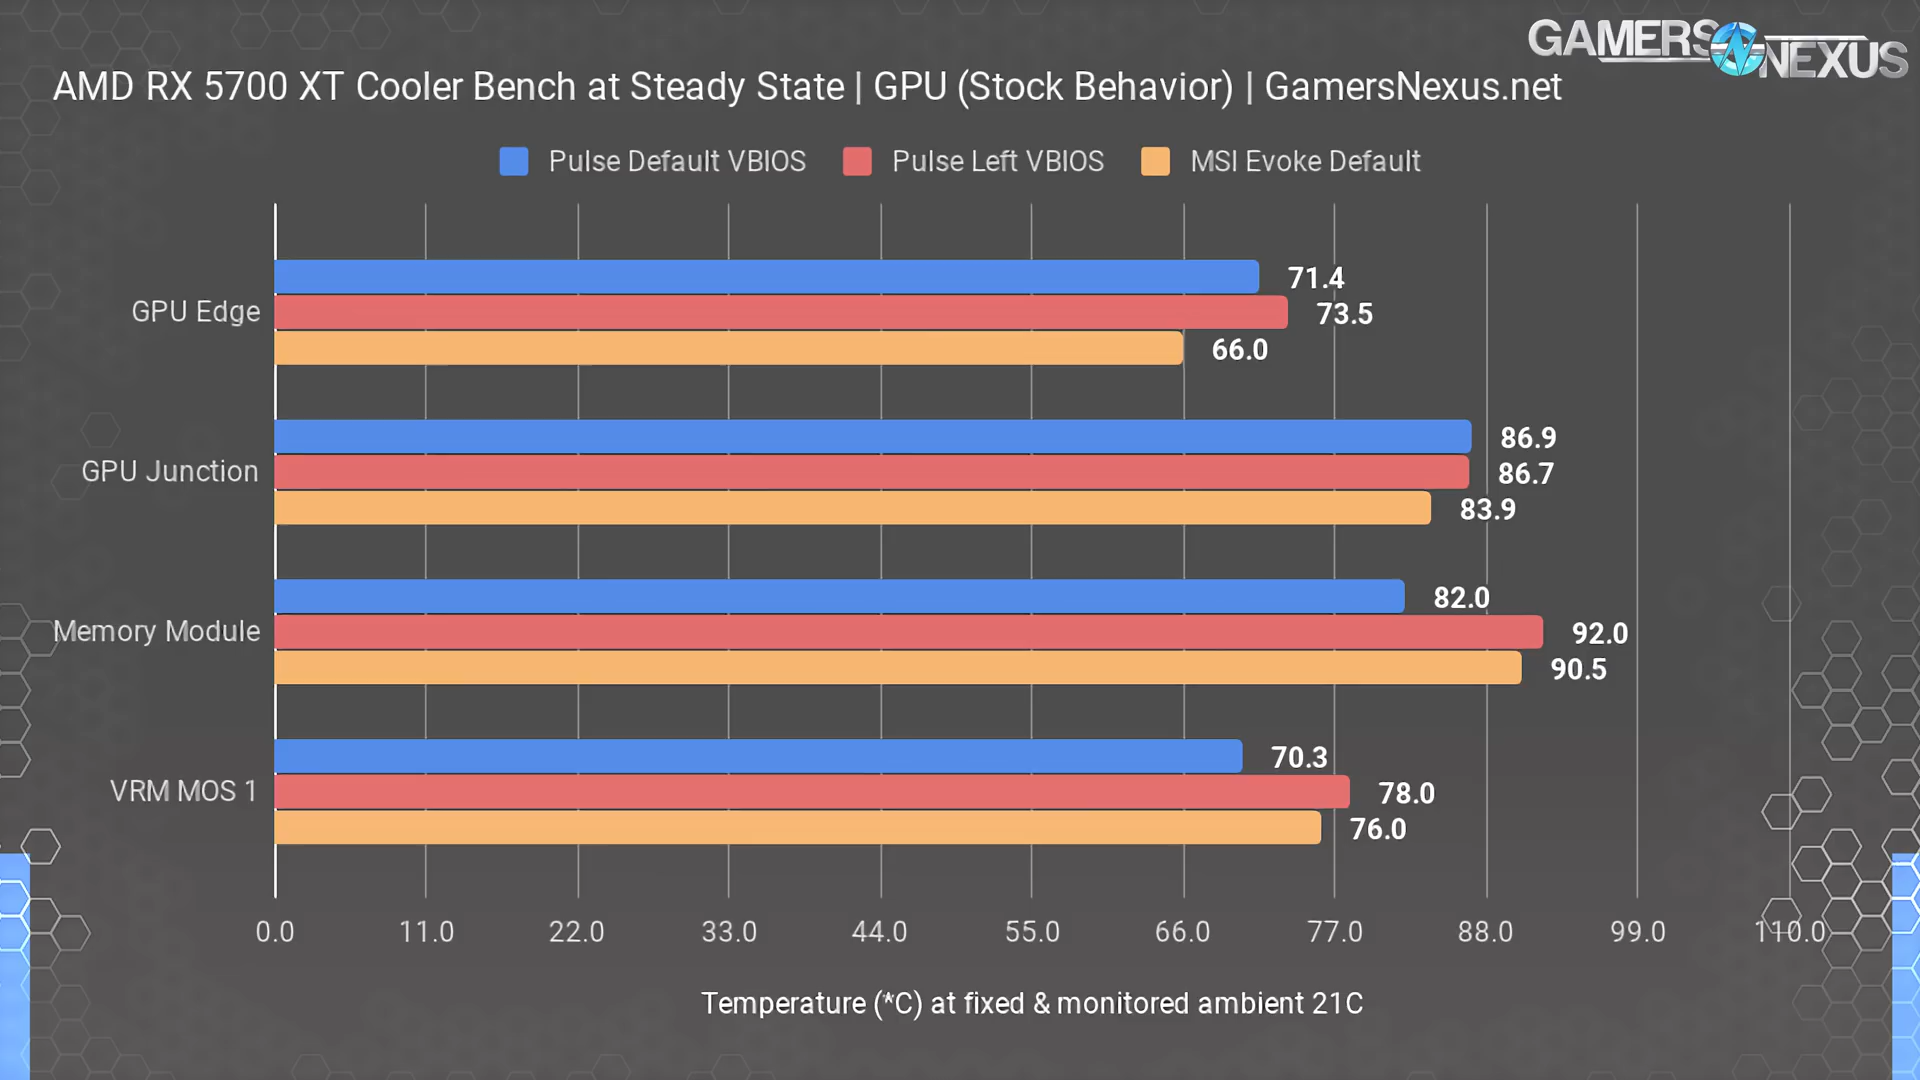 GAMERS NEXUS
AMD RX 5700 XT Cooler Bench at Steady State | GPU (Stock Behavior) | GamersNexus.net
Pulse Default VBIOS Pulse Left VBIOS MSI Evoke Default
GPU Edge
71.4
73.5
66.0
GPU Junction
86.9
86.7
83.9
Memory Module
82.0
92.0
90.5
VRM MOS 1
70.3
78.0
76.0
0.0 11.0 22.0 33.0 44.0 55.0 66.0 77.0 88.0 99.0 110.0
Temperature (*C) at fixed & monitored ambient 21C